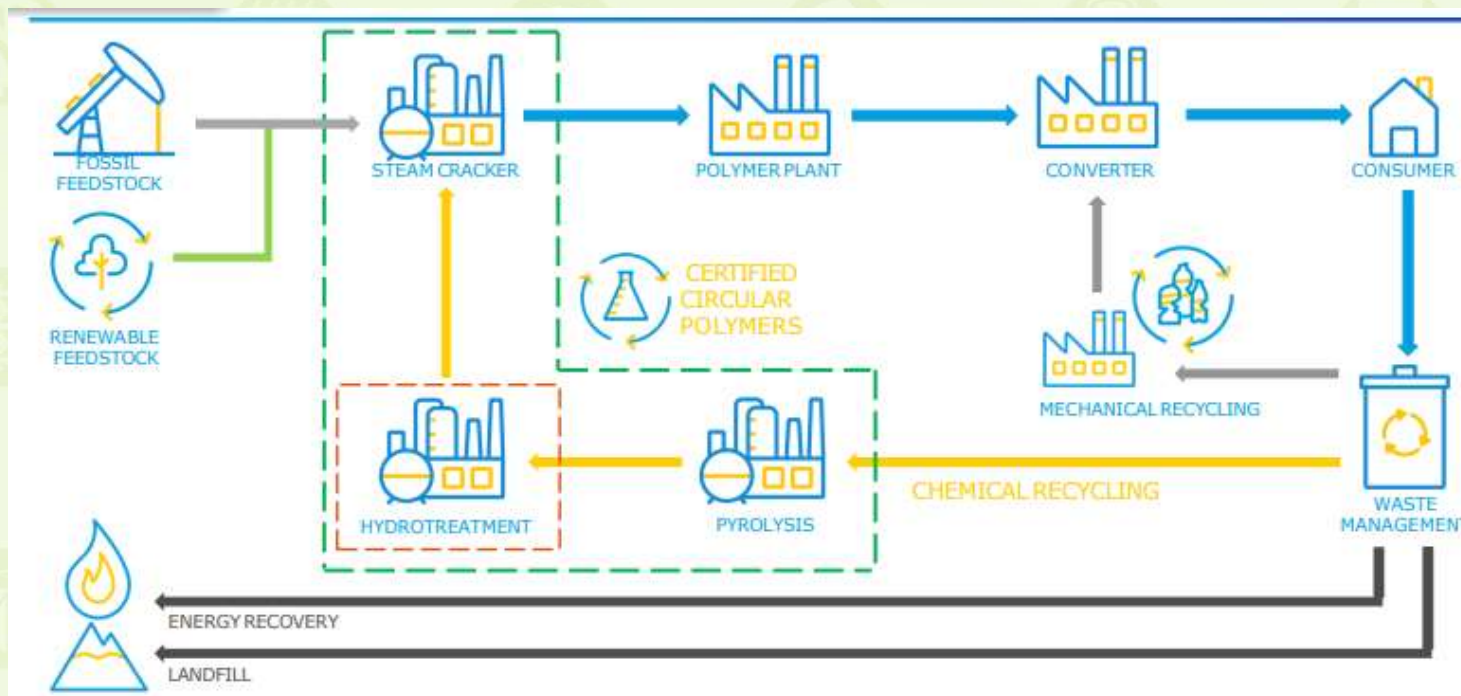 FOSSIL
FEEDSTOCK
STEAM CRACKER
POLYMER PLANT
CONVERTER
CONSUMER
RENEWABLE
FEEDSTOCK
CERTIFIED
CIRCULAR
POLYMERS
MECHANICAL RECYCLING
HYDROTREATMENT
PYROLYSIS
CHEMICAL RECYCLING
WASTE
MANAGEMENT
ENERGY RECOVERY
LANDFILL